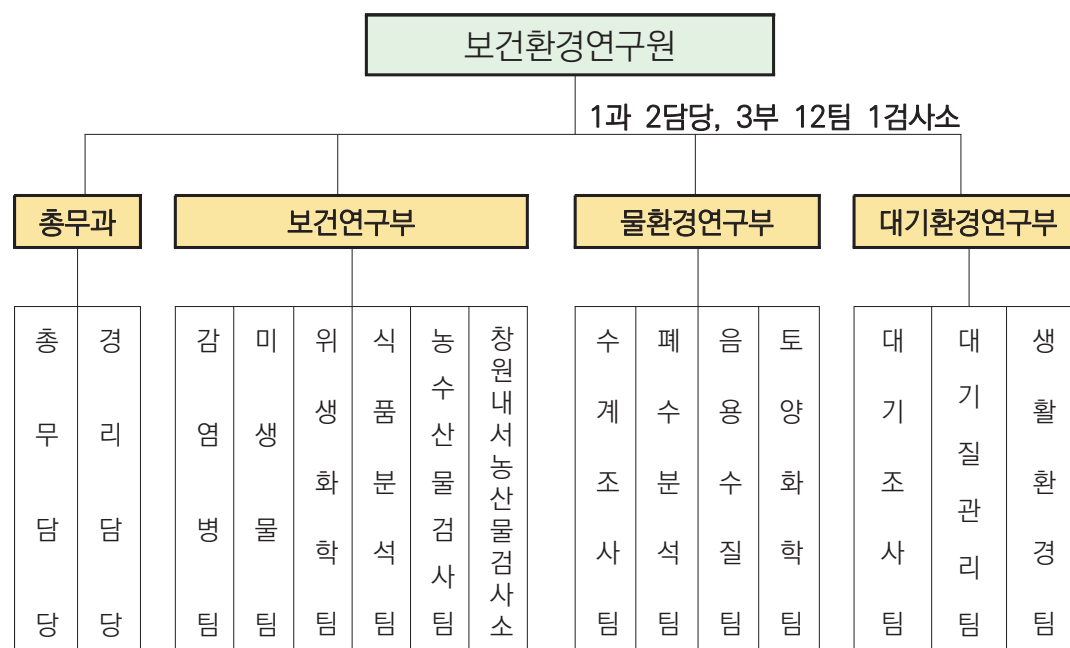 보건환경연구원
1과 2담당, 3부 12팀 1검사소
총무과
보건연구부
물환경연구부
대기환경연구부
총무담당
경리담당
감염병팀
미생물팀
위생화학팀
식품분석팀
농수산물검사팀
창원내서농산물검사소
수계조사팀
폐수분석팀
음용수질팀
토양화학팀
대기조사팀
대기질관리팀
생활환경팀